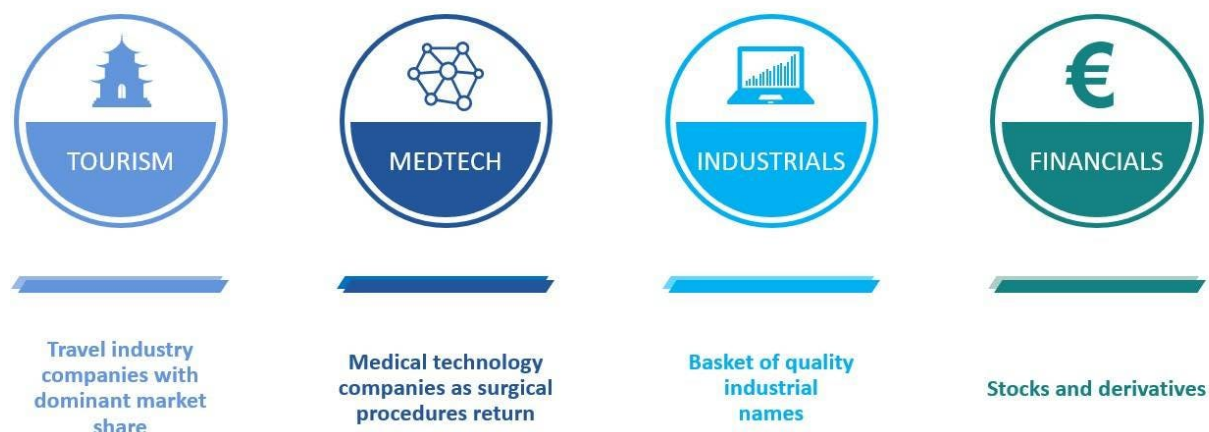 TOURISM
MEDTECH
INDUSTRIALS
€
FINANCIALS
Travel industry
companies with
dominant market
share
Medical technology
companies as surgical
procedures return
Basket of quality
industrial
names
Stocks and derivatives